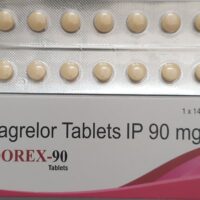 1 x 14
agrelor Tablets IP 90 mg
OREX-90
Tablets